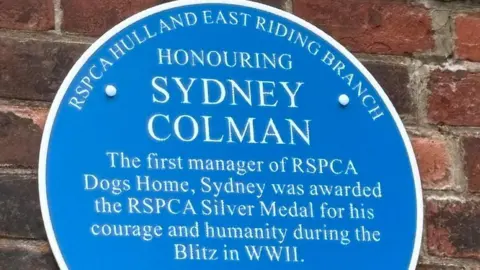 RSPCA HULL AND EAST RIDING BRANCH
HONOURING
SYDNEY
COLMAN
The first manager of RSPCA
Dogs Home, Sydney was awarded
the RSPCA Silver Medal for his
courage and humanity during the
Blitz in WWII.